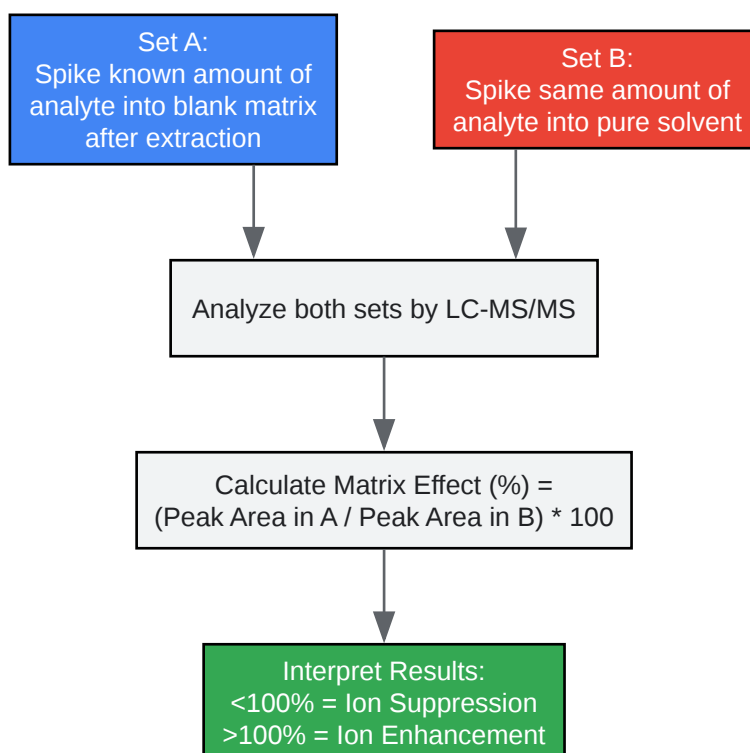 Set A:
Spike known amount of
analyte into blank matrix
after extraction
Set B:
Spike same amount of
analyte into pure solvent
Analyze both sets by LC-MS/MS
Calculate Matrix Effect (%) =
(Peak Area in A / Peak Area in B) * 100
Interpret Results:
<100% = Ion Suppression
>100% = Ion Enhancement